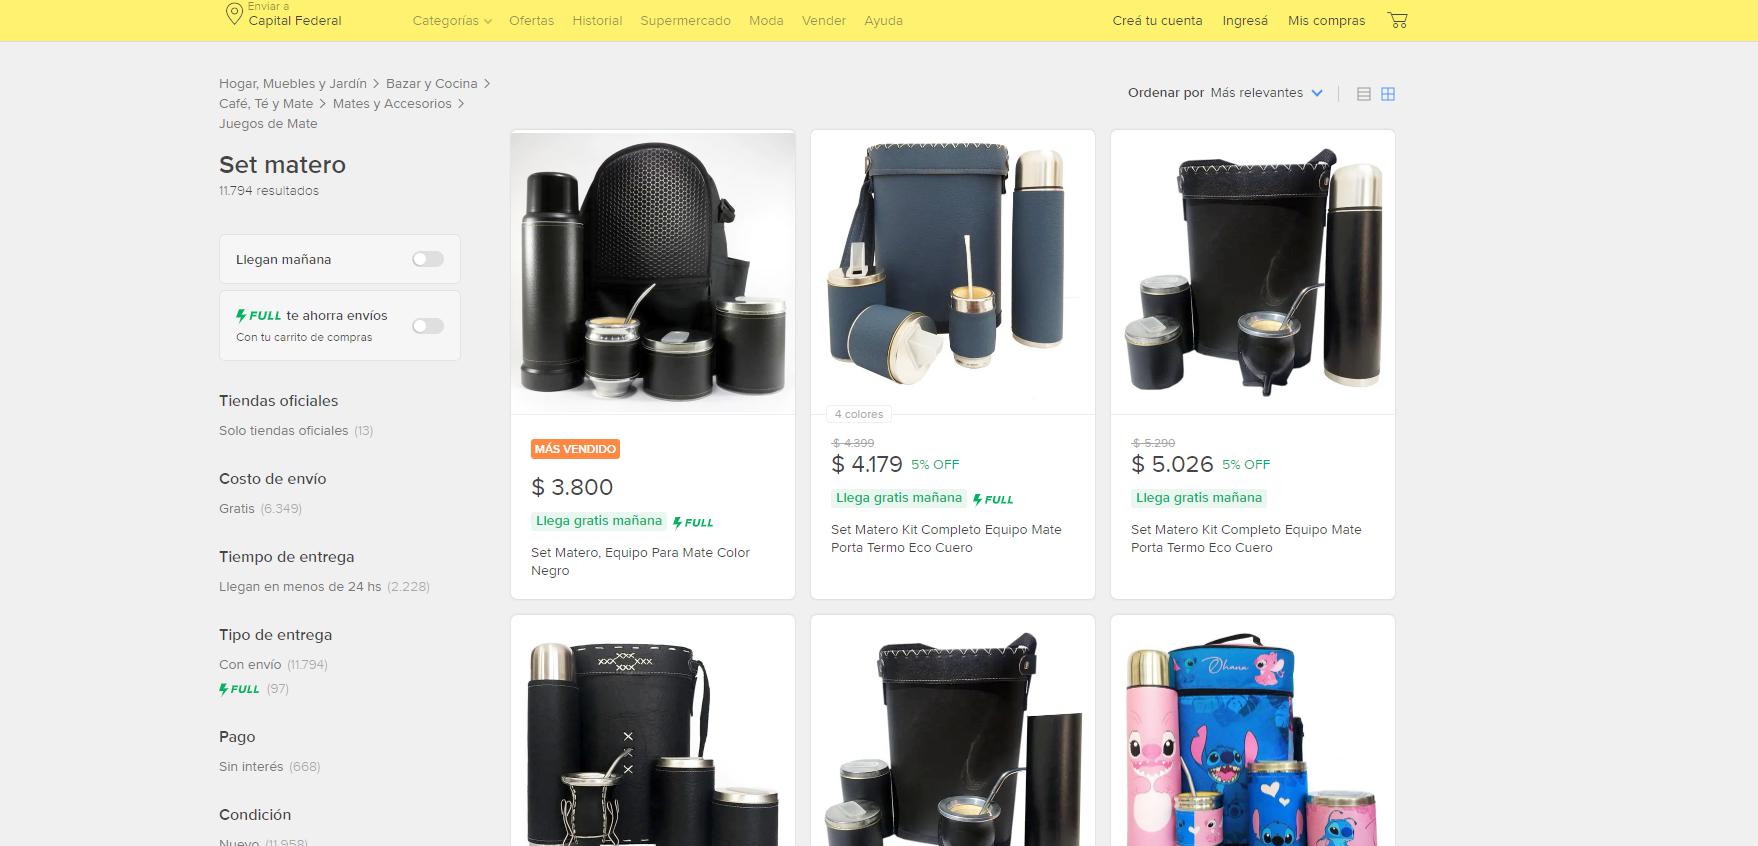 Enviar a
Capital Federal
Categorías
Ofertas
Historial
Supermercado
Moda
Vender
Ayuda
Creá tu cuenta
Ingresá
Mis compras
Hogar, Muebles y Jardín > Bazar y Cocina >
Café, Té y Mate > Mates y Accesorios >
Juegos de Mate
Ordenar por Más relevantes
Set matero
11.794 resultados
Llegan mañana
FULL te ahorra envíos
Con tu carrito de compras
Tiendas oficiales
Solo tiendas oficiales (13)
Costo de envío
Gratis (6.349)
Tiempo de entrega
Llegan en menos de 24 hs (2.228)
Tipo de entrega
Con envío (11.794)
FULL (97)
Pago
Sin interés (668)
Condición
Nuevo (11.958)
MÁS VENDIDO
$ 3.800
Llega gratis mañana FULL
Set Matero, Equipo Para Mate Color
Negro
4 colores
$ 4.399
$ 4.179 5% OFF
Llega gratis mañana FULL
Set Matero Kit Completo Equipo Mate
Porta Termo Eco Cuero
$ 5.290
$ 5.026 5% OFF
Llega gratis mañana
Set Matero Kit Completo Equipo Mate
Porta Termo Eco Cuero
Ohana